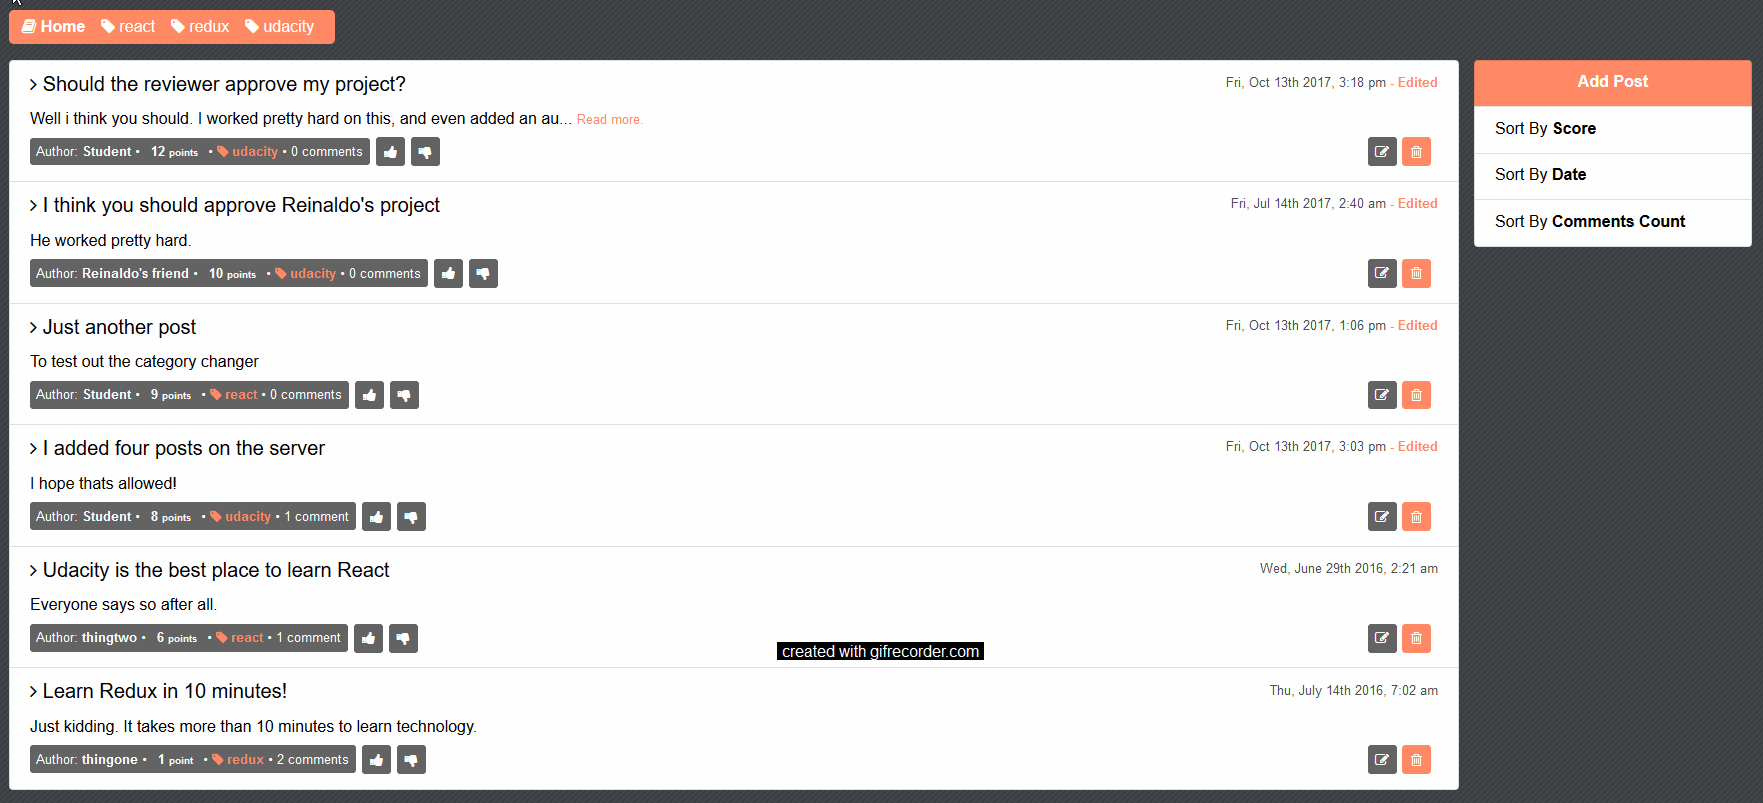 Home react redux udacity
Should the reviewer approve my project? Fri, Oct 13th 2017, 3:18 pm - Edited
Well i think you should. I worked pretty hard on this, and even added an au... Read more.
Author: Student • 12 points • udacity • 0 comments
I think you should approve Reinaldo's project Fri, Jul 14th 2017, 2:40 am - Edited
He worked pretty hard.
Author: Reinaldo's friend • 10 points • udacity • 0 comments
Just another post Fri, Oct 13th 2017, 1:06 pm - Edited
To test out the category changer
Author: Student • 9 points • react • 0 comments
I added four posts on the server Fri, Oct 13th 2017, 3:03 pm - Edited
I hope thats allowed!
Author: Student • 8 points • udacity • 1 comment
Udacity is the best place to learn React Wed, June 29th 2016, 2:21 am
Everyone says so after all.
Author: thingtwo • 6 points • react • 1 comment
created with gifrecorder.com
Learn Redux in 10 minutes! Thu, July 14th 2016, 7:02 am
Just kidding. It takes more than 10 minutes to learn technology.
Author: thingone • 1 point • redux • 2 comments
Add Post
Sort By Score
Sort By Date
Sort By Comments Count